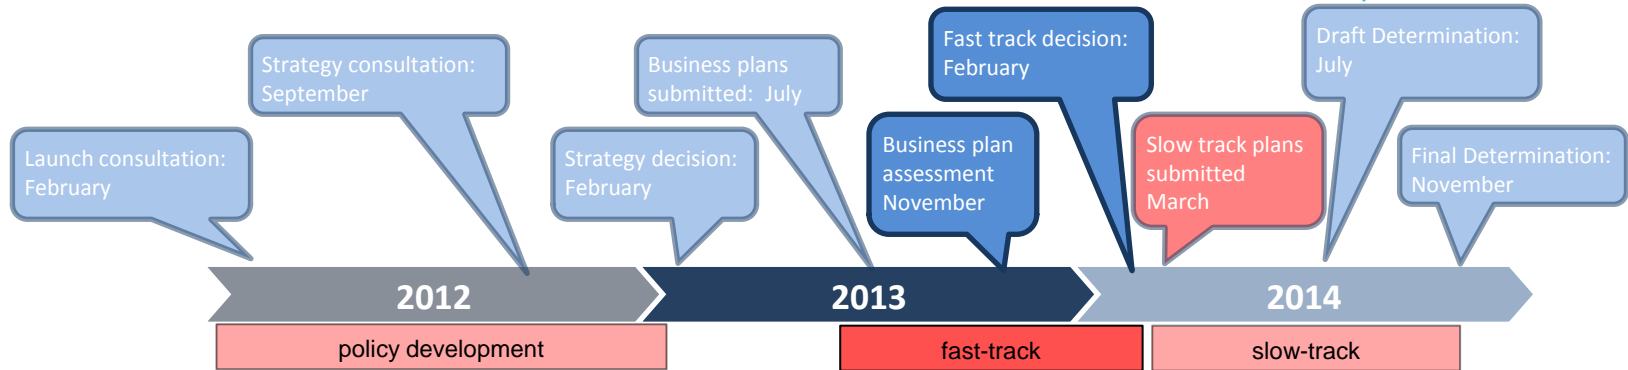 Launch consultation:
February
Strategy consultation:
September
Strategy decision:
February
Business plans
submitted:  July
Business plan
assessment
November
Fast track decision:
February
Slow track plans
submitted
March
Draft Determination:
July
Final Determination:
November
2012
2013
2014
policy development
fast-track
slow-track